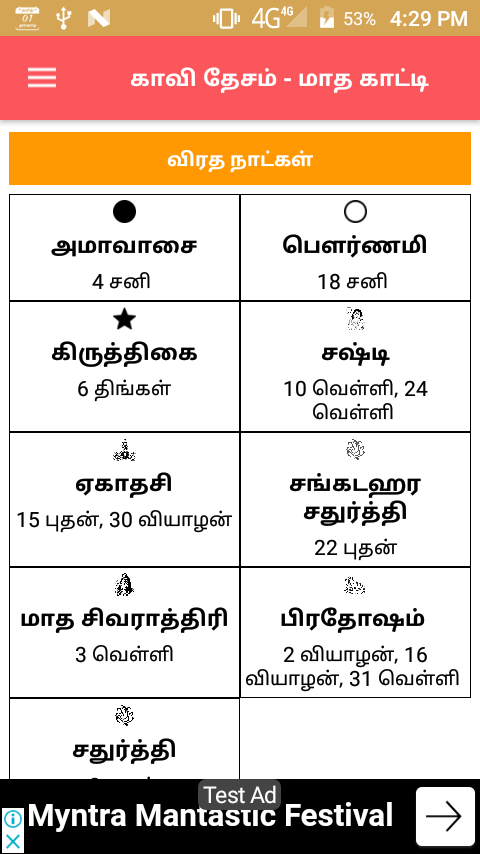 53% 4:29 PM
4G 4G
காவி தேசம் - மாத காட்டி
விரத நாட்கள்
அமாவாசை
4 சனி
பௌர்ணமி
18 சனி
கிருத்திகை
6 திங்கள்
சஷ்டி
10 வெள்ளி, 24
வெள்ளி
ஏகாதசி
15 புதன், 30 வியாழன்
சங்கடஹர
சதுர்த்தி
22 புதன்
மாத சிவராத்திரி
3 வெள்ளி
பிரதோஷம்
2 வியாழன், 16
வியாழன், 31 வெள்ளி
சதுர்த்தி
Test Ad
Myntra Mantastic Festival